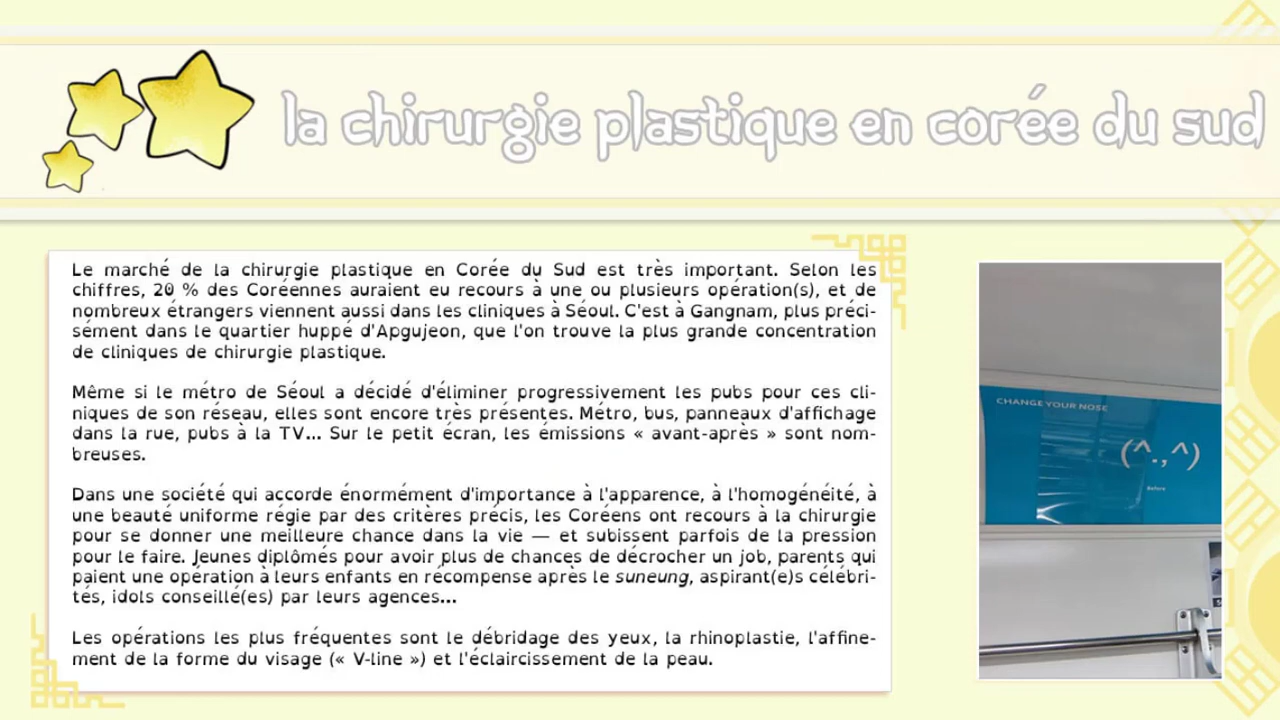 la chirurgie plastique en corée du sud
Le marché de la chirurgie plastique en Corée du Sud est très important. Selon les
chiffres, 20 % des Coréennes auraient eu recours à une ou plusieurs opération(s), et de
nombreux étrangers viennent aussi dans les cliniques à Séoul. C'est à Gangnam, plus préci-
sément dans le quartier huppé d'Apgujeon, que l'on trouve la plus grande concentration
de cliniques de chirurgie plastique.
Même si le métro de Séoul a décidé d'éliminer progressivement les pubs pour ces cli-
niques de son réseau, elles sont encore très présentes. Métro, bus, panneaux d'affichage
dans la rue, pubs à la TV... Sur le petit écran, les émissions « avant-après » sont nom-
breuses.
Dans une société qui accorde énormément d'importance à l'apparence, à l'homogénéité, à
une beauté uniforme régie par des critères précis, les Coréens ont recours à la chirurgie
pour se donner une meilleure chance dans la vie — et subissent parfois de la pression
pour le faire. Jeunes diplômés pour avoir plus de chances de décrocher un job, parents qui
paient une opération à leurs enfants en récompense après le suneung, aspirant(e)s célébri-
tés, idols conseillé(es) par leurs agences...
Les opérations les plus fréquentes sont le débridage des yeux, la rhinoplastie, l'affine-
ment de la forme du visage (« V-line ») et l'éclaircissement de la peau.
CHANGE YOUR NOSE
(^.,^)
Before